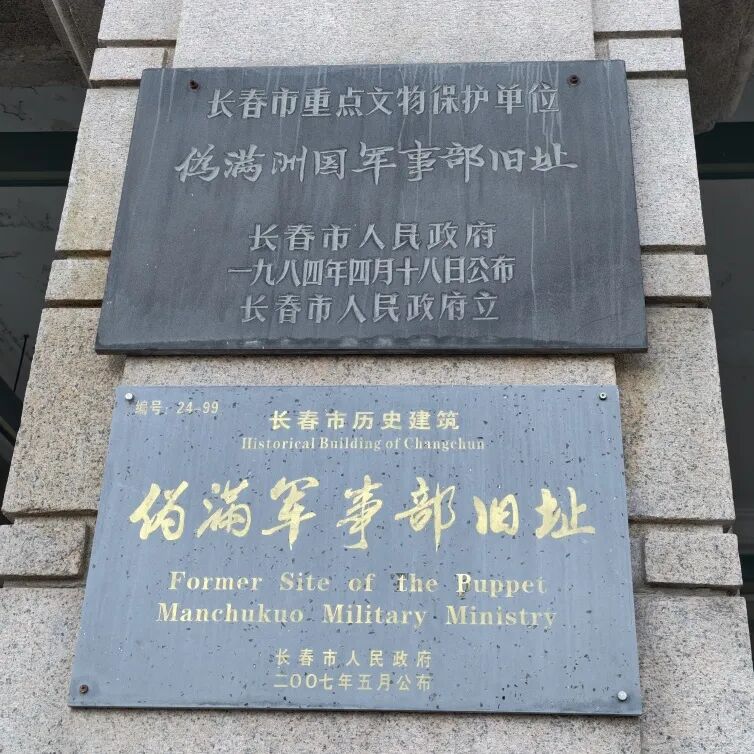 长春市重点文物保护单位
伪满洲国军事部旧址
长春市人民政府
一九八四年四月十八日公布
长春市人民政府立
编号：24-99
长春市历史建筑
Historical Building of Changchun
伪满军事部旧址
Former Site of the Puppet
Manchukuo Military Ministry
长春市人民政府
二〇〇七年五月公布